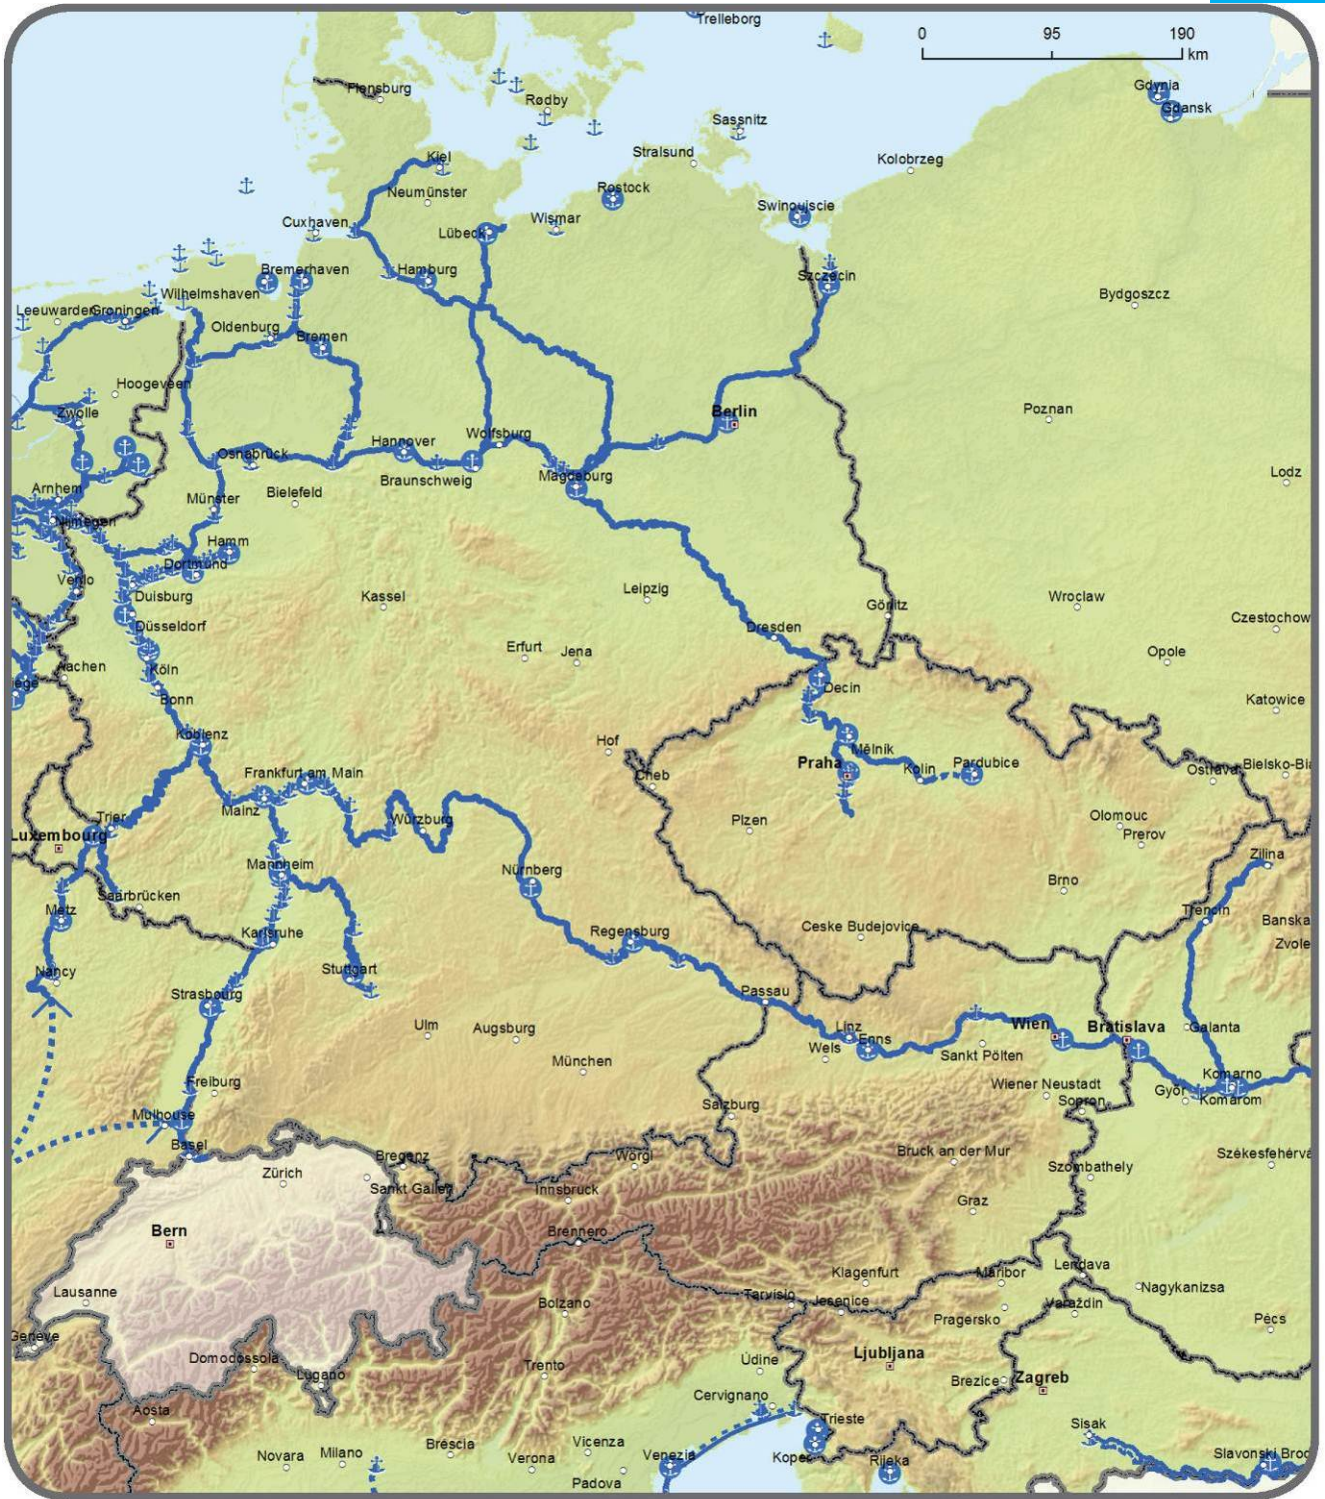 Trelleborg
0 95 190
km
Flensburg
Rødby
Gdynia
Gdansk
Sassnitz
Stralsund
Kolobrzeg
Kiel
Neumünster
Rostock
Swinoujscie
Cuxhaven
Lübeck
Wismar
Bremerhaven
Hamburg
Szczecin
Wilhelmshaven
Bydgoszcz
Leeuwarden
Groningen
Oldenburg
Bremen
Hoogeveen
Zwolle
Berlin
Poznan
Hannover
Wolfsburg
Osnabrück
Braunschweig
Magdeburg
Lodz
Arnhem
Münster
Bielefeld
Nijmegen
Hamm
Dortmund
Venlo
Duisburg
Kassel
Leipzig
Görlitz
Wroclaw
Czestochow
Düsseldorf
Dresden
Erfurt
Jena
Opole
Aachen
Köln
ege
Decin
Bonn
Katowice
Koblenz
Hof
Mělnik
Praha
Kolin
Pardubice
Frankfurt am Main
Cheb
Ostrava
Bielsko-Bia
Mainz
Trier
Würzburg
Plzen
Olomouc
Prerov
Luxembourg
Zilina
Mannheim
Nürnberg
Brno
Saarbrücken
Metz
Trencin
Banska
Karlsruhe
Regensburg
Ceske Budejovice
Zvole
Nancy
Stuttgart
Strasbourg
Passau
Ulm
Augsburg
Linz
Enns
Wien
Bratislava
Galanta
Wels
Sankt Pölten
München
Freiburg
Wiener Neustadt
Komarno
Győr
Komarom
Sopron
Mulhouse
Salzburg
Basel
Bregenz
Wörgl
Bruck an der Mur
Székesfehérvá
Zürich
Sankt Gallen
Szombathely
Innsbruck
Graz
Bern
Brennero
Lendava
Klagenfurt
Maribor
Nagykanizsa
Lausanne
Bolzano
Tarvisio
Jesenice
Varaždin
Pragersko
Pécs
Genève
Domodossola
Trento
Údine
Ljubljana
Lugano
Brezice
Zagreb
Cervignano
Aosta
Trieste
Sisak
Novara
Milano
Brescia
Verona
Vicenza
Padova
Venezia
Koper
Rijeka
Slavonski Brod